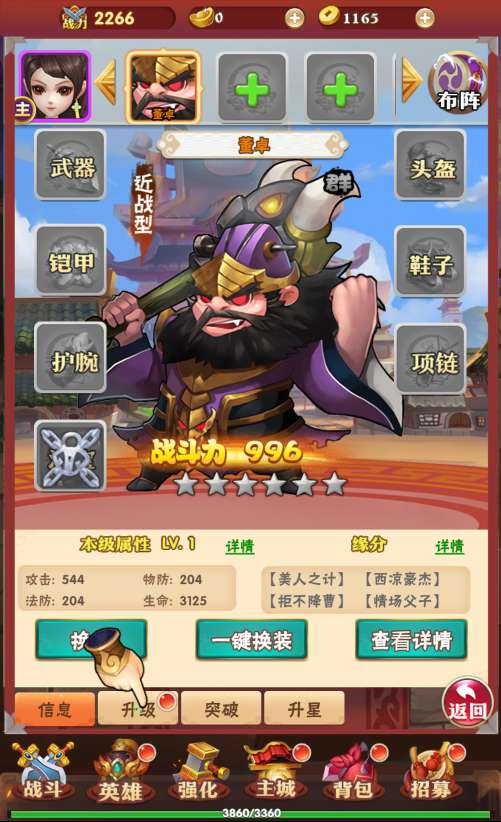 战力 2266 0 1165
主 董卓 布阵
董卓
武器 近战型 群 头盔
铠甲 鞋子
护腕 项链
战斗力 996
本级属性 LV.1 详情 缘分 详情
攻击: 544 物防: 204 【美人之计】 【西凉豪杰】
法防: 204 生命: 3125 【拒不降曹】 【情场父子】
一键换装 查看详情
信息 升级 突破 升星 返回
战斗 英雄 强化 主城 背包 招募
3860/3360